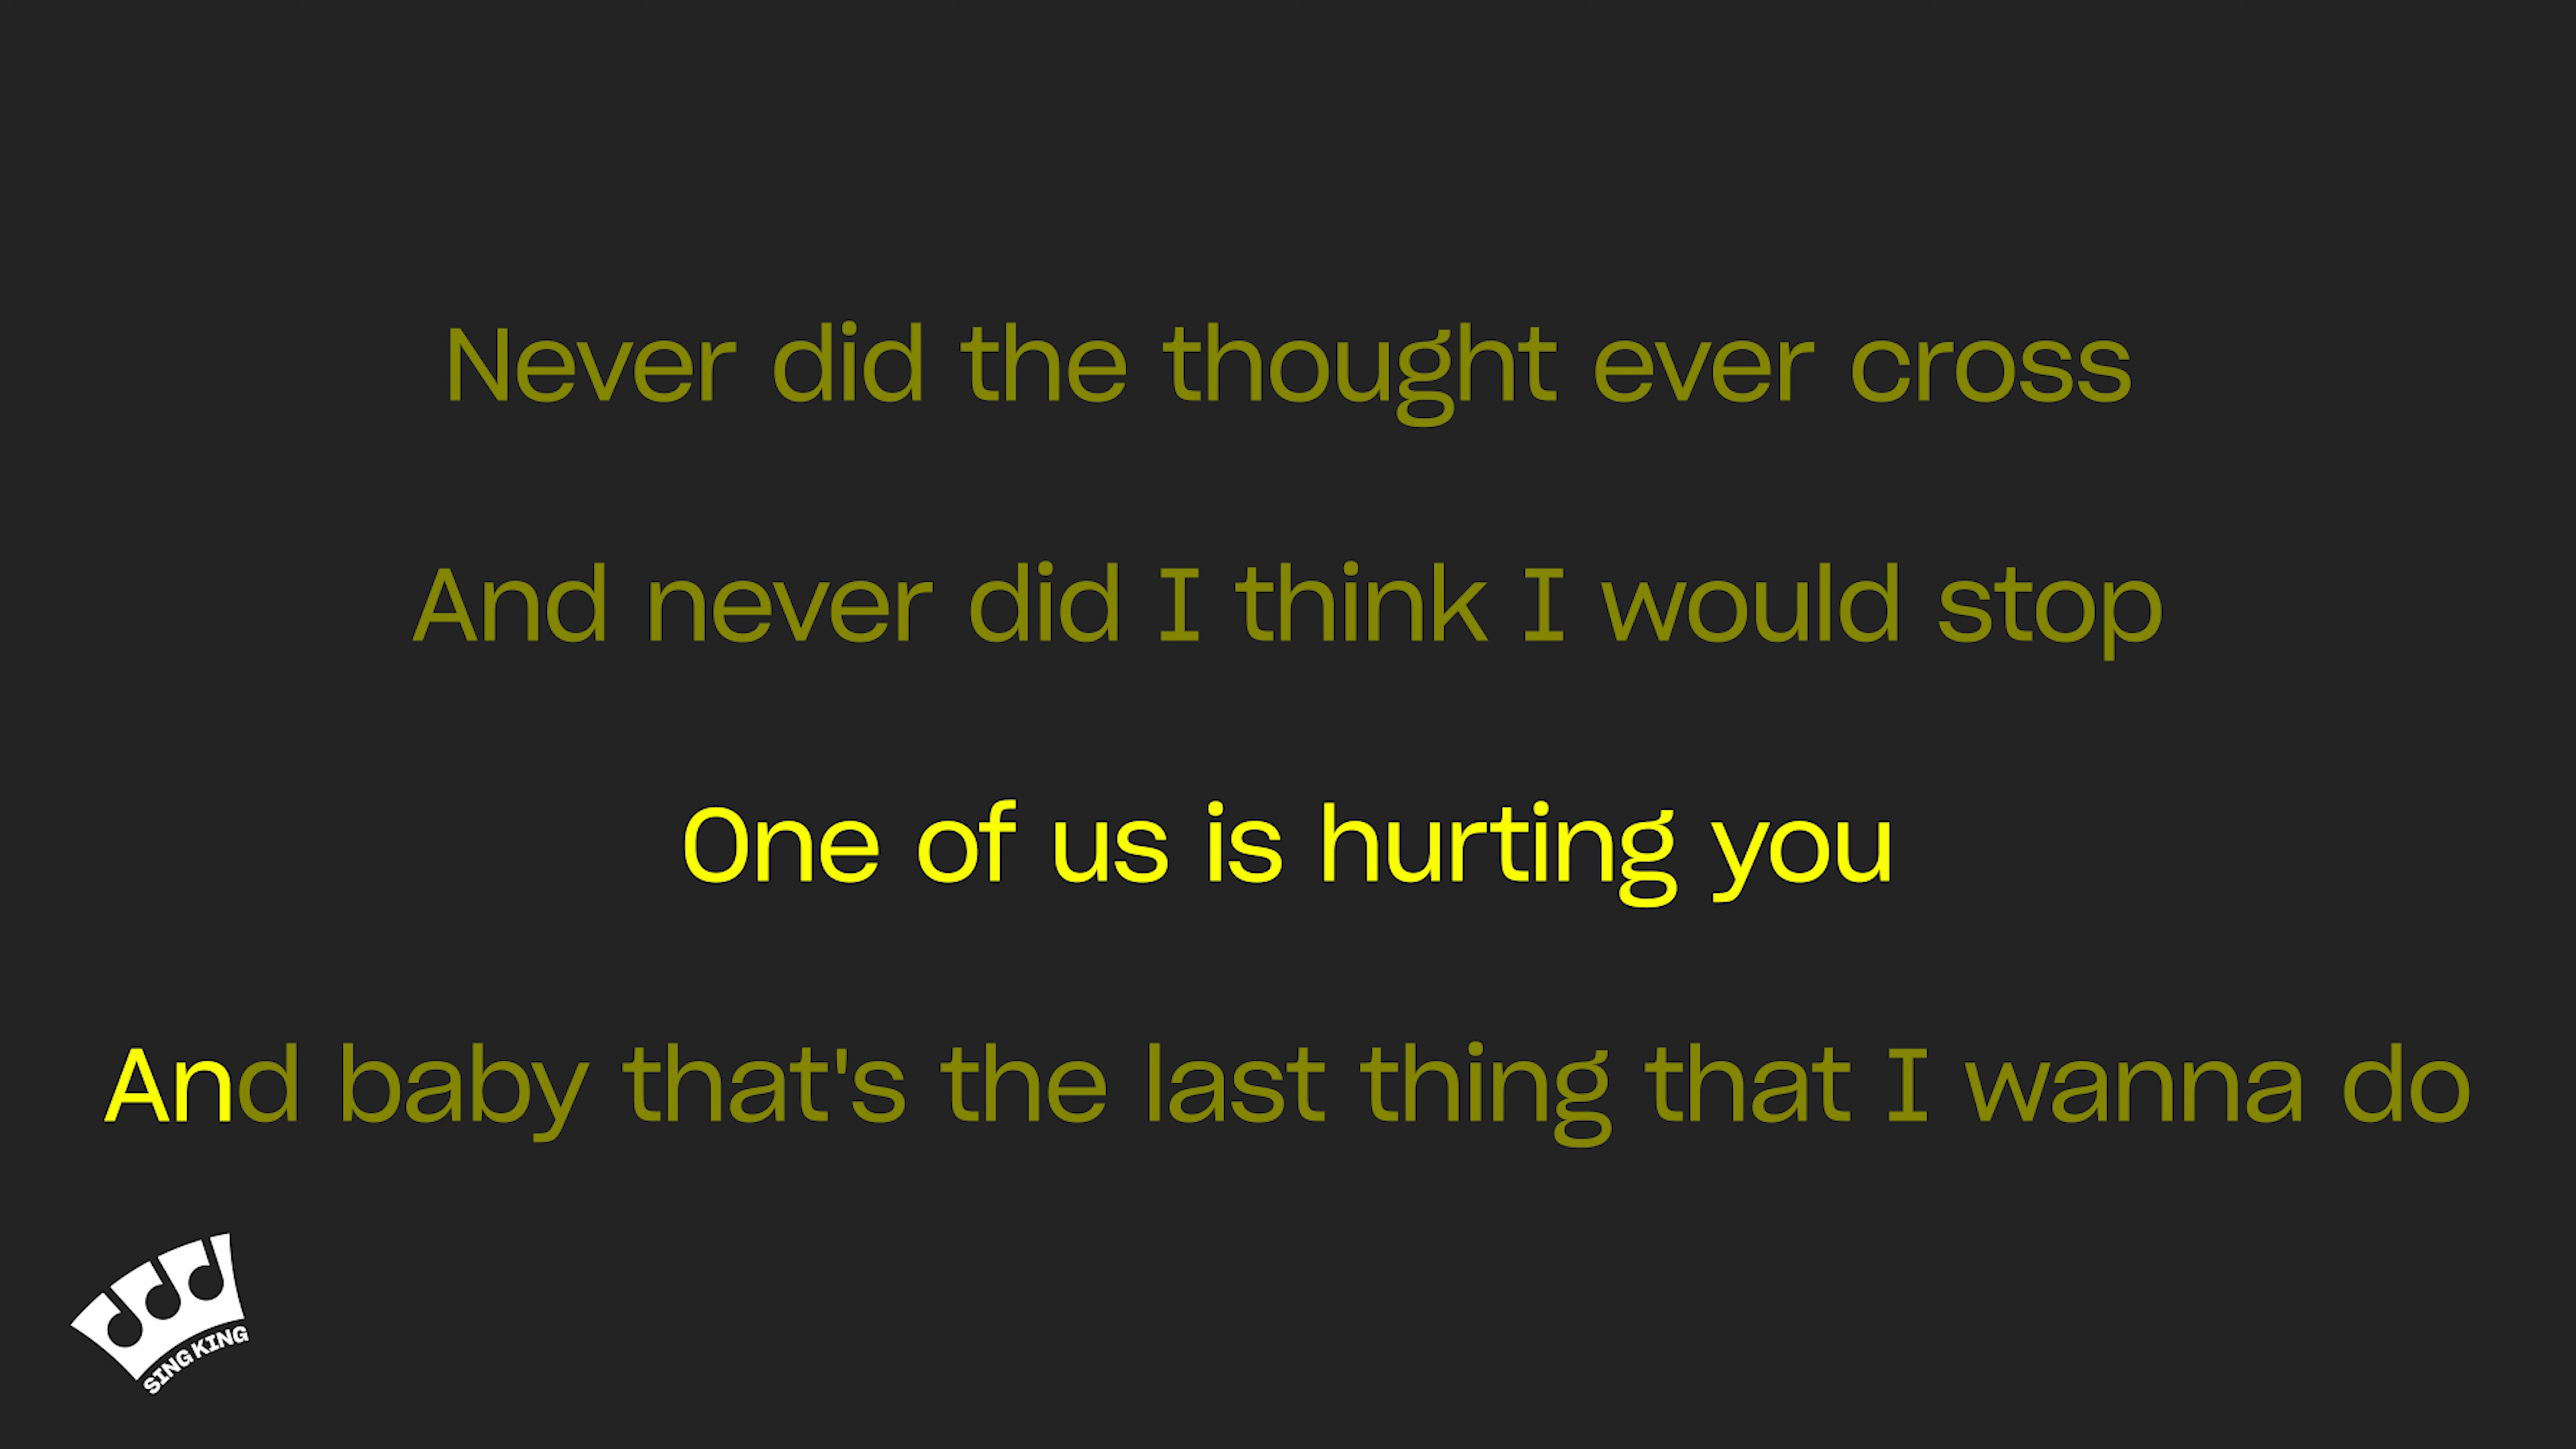 Never did the thought ever cross
And never did I think I would stop
One of us is hurting you
And baby that's the last thing that I wanna do
SING KING